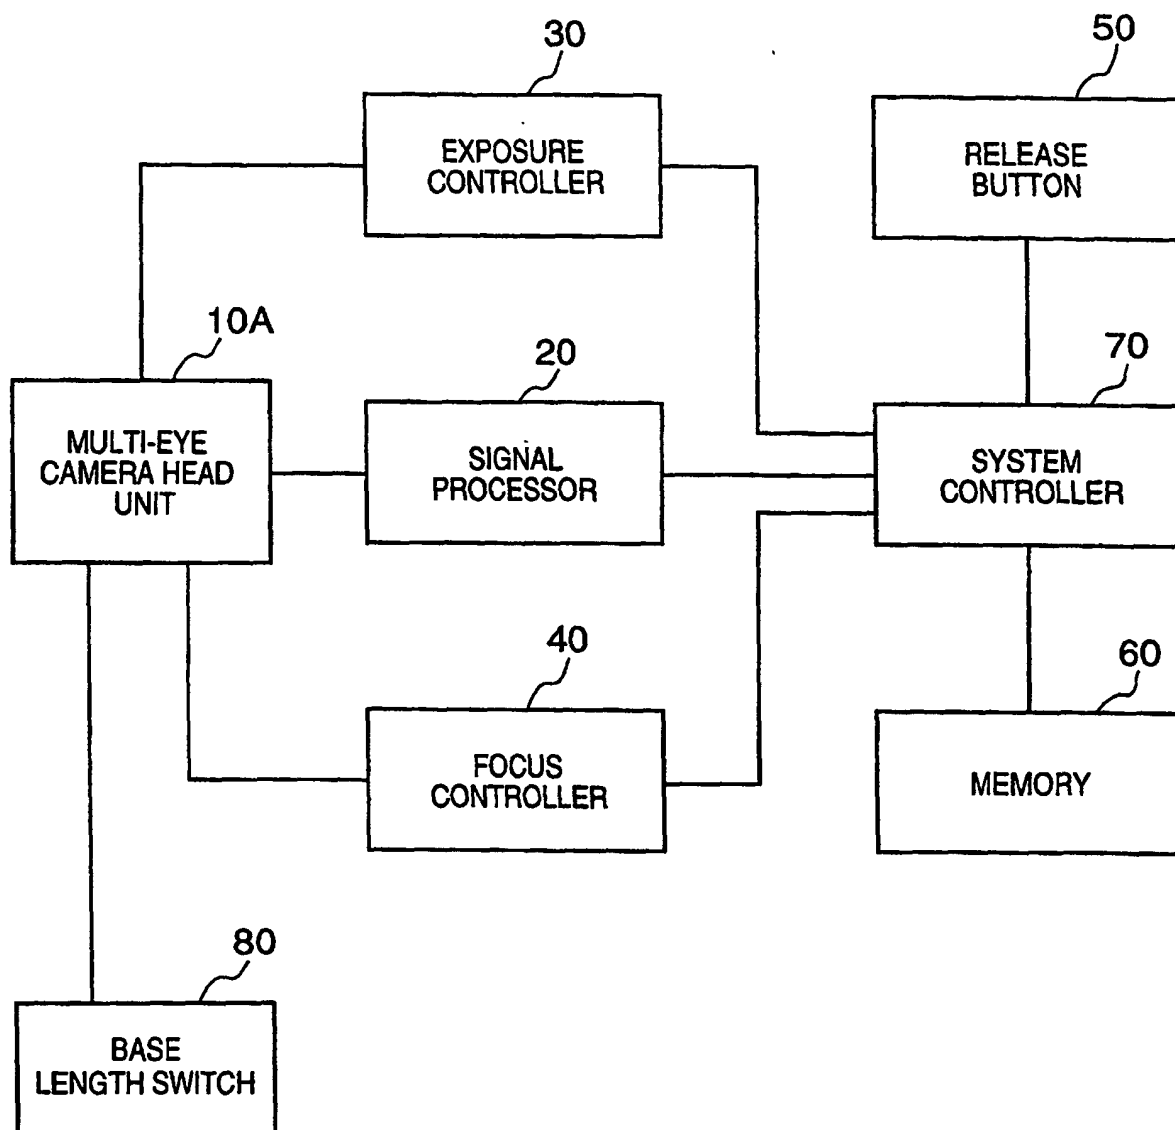 30
EXPOSURE
CONTROLLER
50
RELEASE
BUTTON
10A
MULTI-EYE
CAMERA HEAD
UNIT
20
SIGNAL
PROCESSOR
70
SYSTEM
CONTROLLER
40
FOCUS
CONTROLLER
60
MEMORY
80
BASE
LENGTH SWITCH